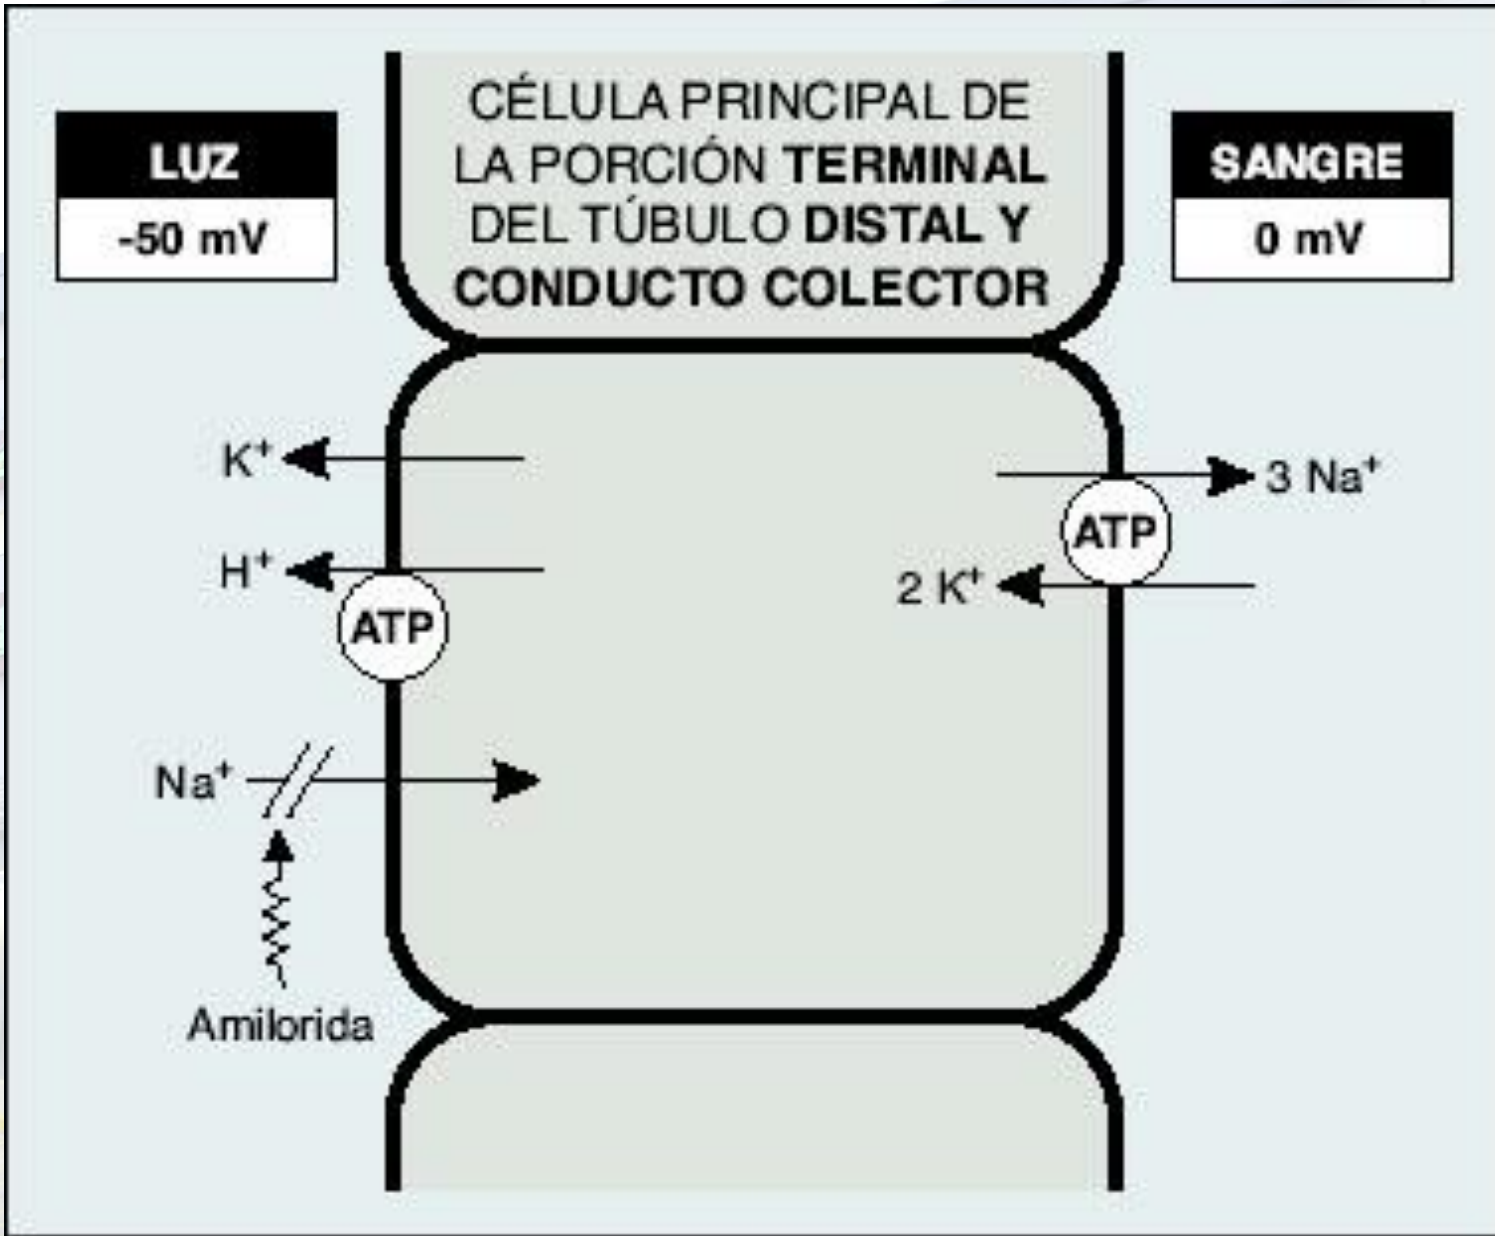 CÉLULA PRINCIPAL DE
LA PORCIÓN TERMINAL
DEL TÚBULO DISTAL Y
CONDUCTO COLECTOR
LUZ
-50 mV
SANGRE
0 mV
K⁺
H⁺
ATP
Na⁺
Amilorida
3 Na⁺
ATP
2 K⁺